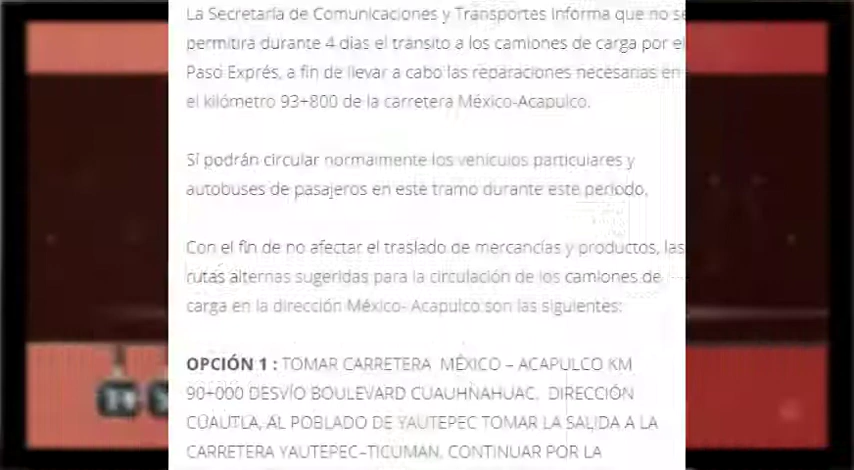 La Secretaría de Comunicaciones y Transportes Informa que no se
permitirá durante 4 días el tránsito a los camiones de carga por el
Paso Exprés, a fin de llevar a cabo las reparaciones necesarias en
el kilómetro 93+800 de la carretera México-Acapulco.
Sí podrán circular normalmente los vehículos particulares y
autobuses de pasajeros en este tramo durante este periodo.
Con el fin de no afectar el traslado de mercancías y productos, las
rutas alternas sugeridas para la circulación de los camiones de
carga en la dirección México- Acapulco son las siguientes:
OPCIÓN 1 : TOMAR CARRETERA MÉXICO – ACAPULCO KM
90+000 DESVÍO BOULEVARD CUAUHNAHUAC. DIRECCIÓN
CUAUTLA, AL POBLADO DE YAUTEPEC TOMAR LA SALIDA A LA
CARRETERA YAUTEPEC–TICUMAN. CONTINUAR POR LA